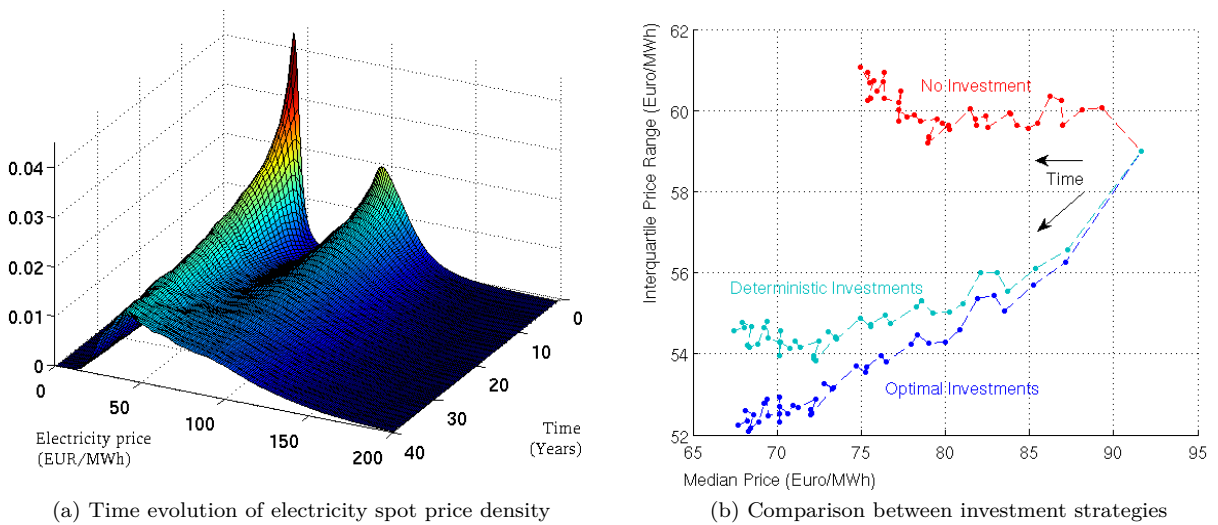 0.04
0.03
0.02
0.01
0
0
50
100
150
200
0
10
20
30
40
Electricity price
(EUR/MWh)
Time
(Years)
(a) Time evolution of electricity spot price density
62
60
58
56
54
52
65
70
75
80
85
90
95
Interquartile Price Range (Euro/MWh)
Median Price (Euro/MWh)
No Investment
Time
Deterministic Investments
Optimal Investments
(b) Comparison between investment strategies